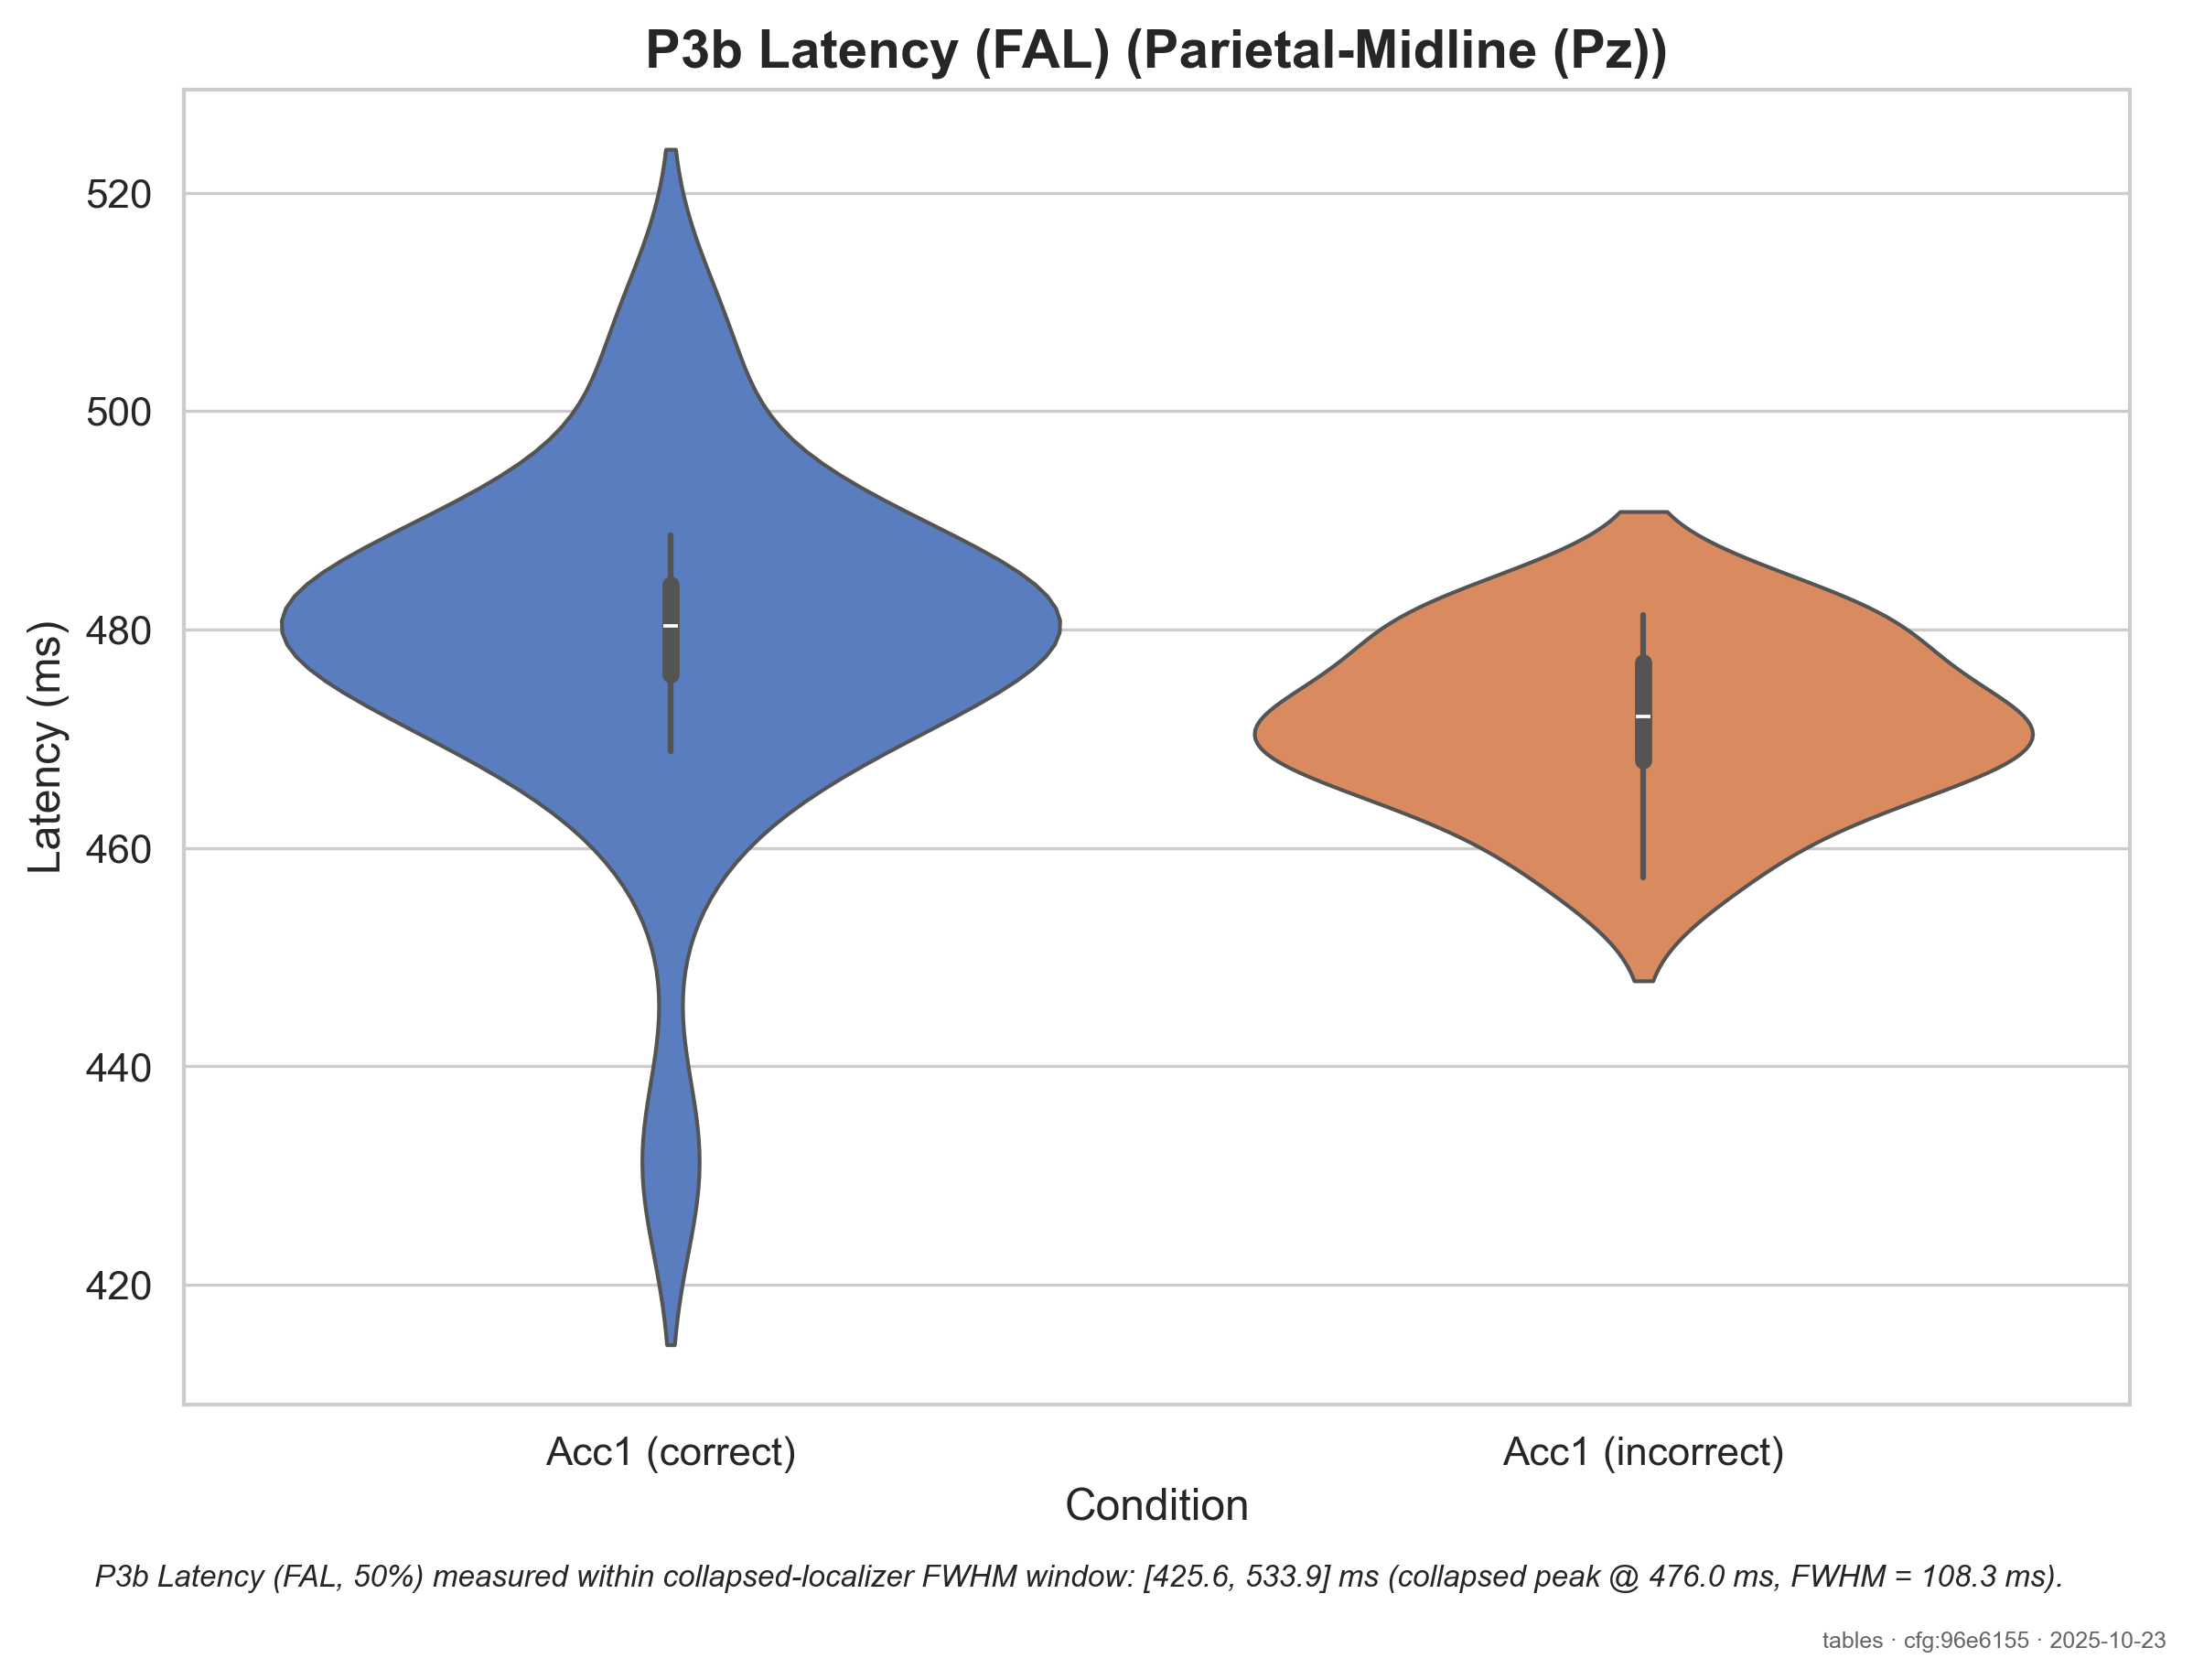 P3b Latency (FAL) (Parietal-Midline (Pz))
Latency (ms)
520
500
480
460
440
420
Acc1 (correct)
Acc1 (incorrect)
Condition
P3b Latency (FAL, 50%) measured within collapsed-localizer FWHM window: [425.6, 533.9] ms (collapsed peak @ 476.0 ms, FWHM = 108.3 ms).
tables · cfg:96e6155 · 2025-10-23